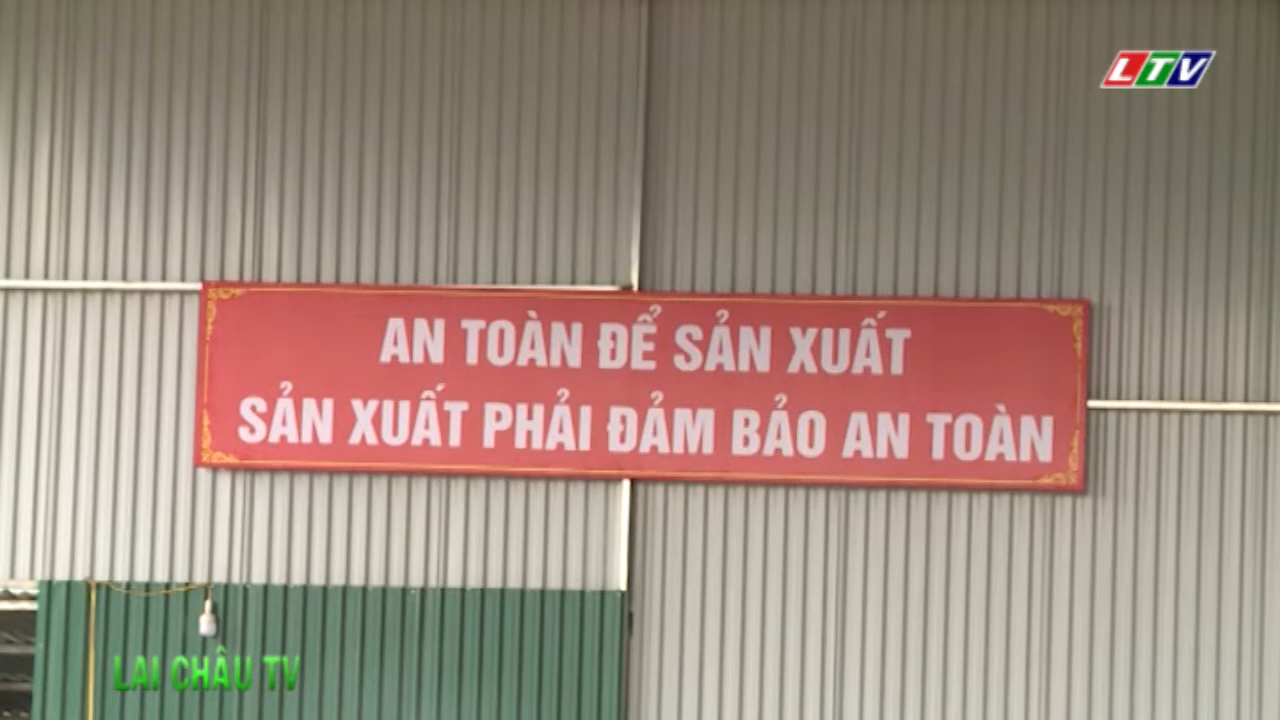 LTV
AN TOÀN ĐỂ SẢN XUẤT
SẢN XUẤT PHẢI ĐẢM BẢO AN TOÀN
LAI CHÂU TV